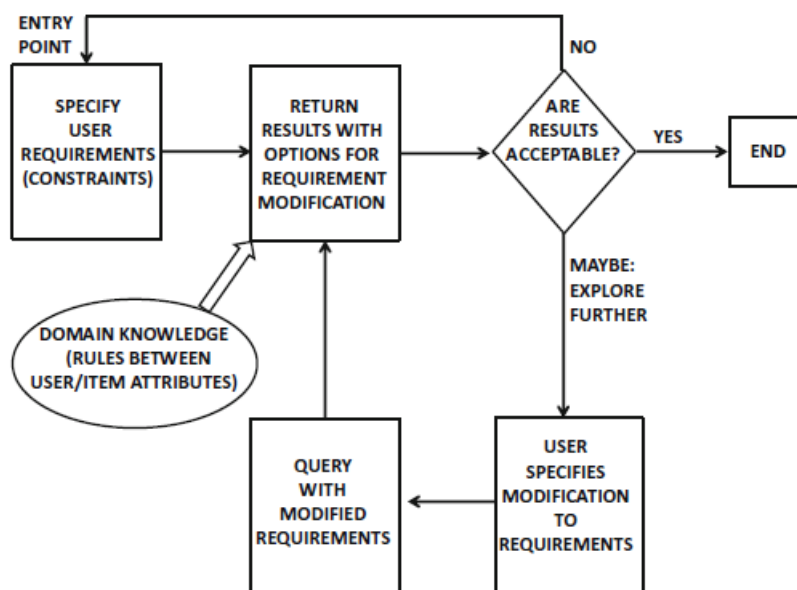 ENTRY
POINT
SPECIFY
USER
REQUIREMENTS
(CONSTRAINTS)
RETURN
RESULTS WITH
OPTIONS FOR
REQUIREMENT
MODIFICATION
ARE
RESULTS
ACCEPTABLE?
NO
YES
END
MAYBE:
EXPLORE
FURTHER
DOMAIN KNOWLEDGE
(RULES BETWEEN
USER/ITEM ATTRIBUTES)
USER
SPECIFIES
MODIFICATION
TO
REQUIREMENTS
QUERY
WITH
MODIFIED
REQUIREMENTS